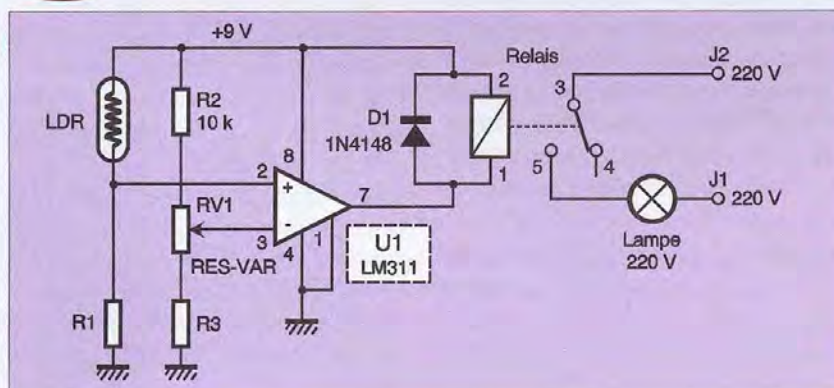 +9 V
Relais
J2
220 V
LDR
R2
10 k
D1
1N4148
2
3
8
2
+
1
5
4
7
J1
220 V
RV1
-
3
1
4
U1
LM311
Lampe
220 V
RES-VAR
R1
R3